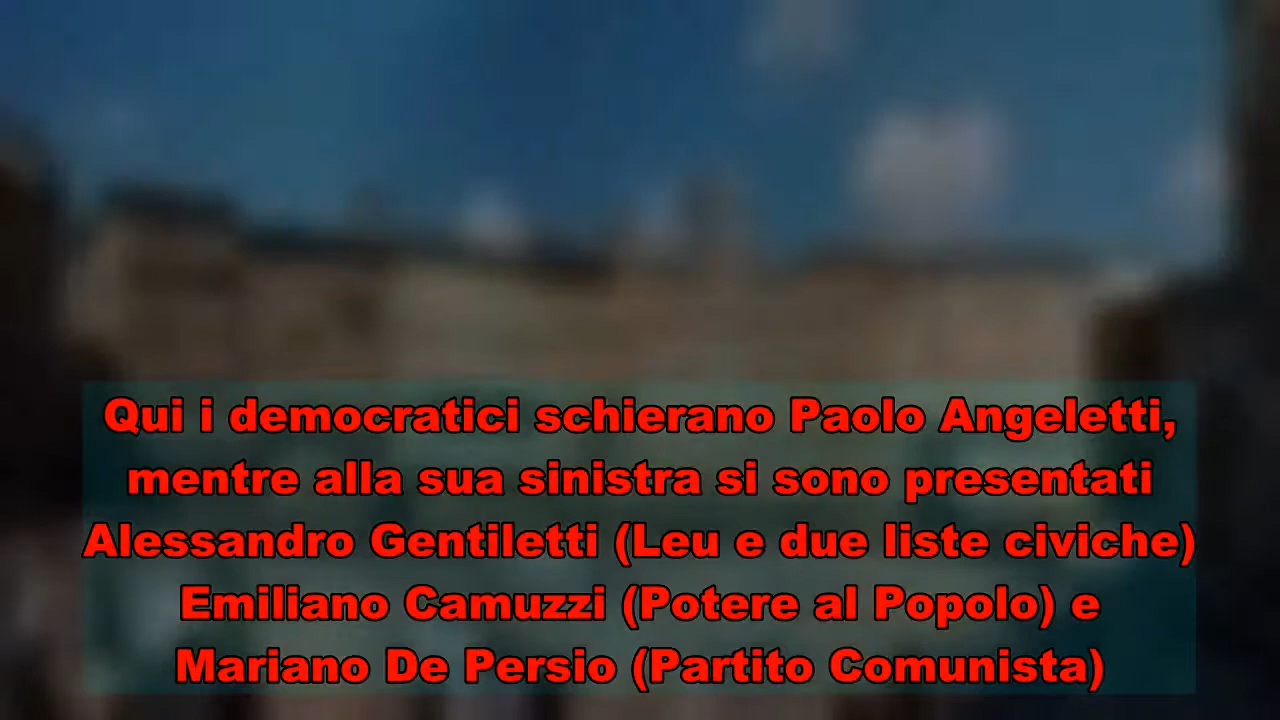 Qui i democratici schierano Paolo Angeletti,
mentre alla sua sinistra si sono presentati
Alessandro Gentiletti (Leu e due liste civiche)
Emiliano Camuzzi (Potere al Popolo) e
Mariano De Persio (Partito Comunista)